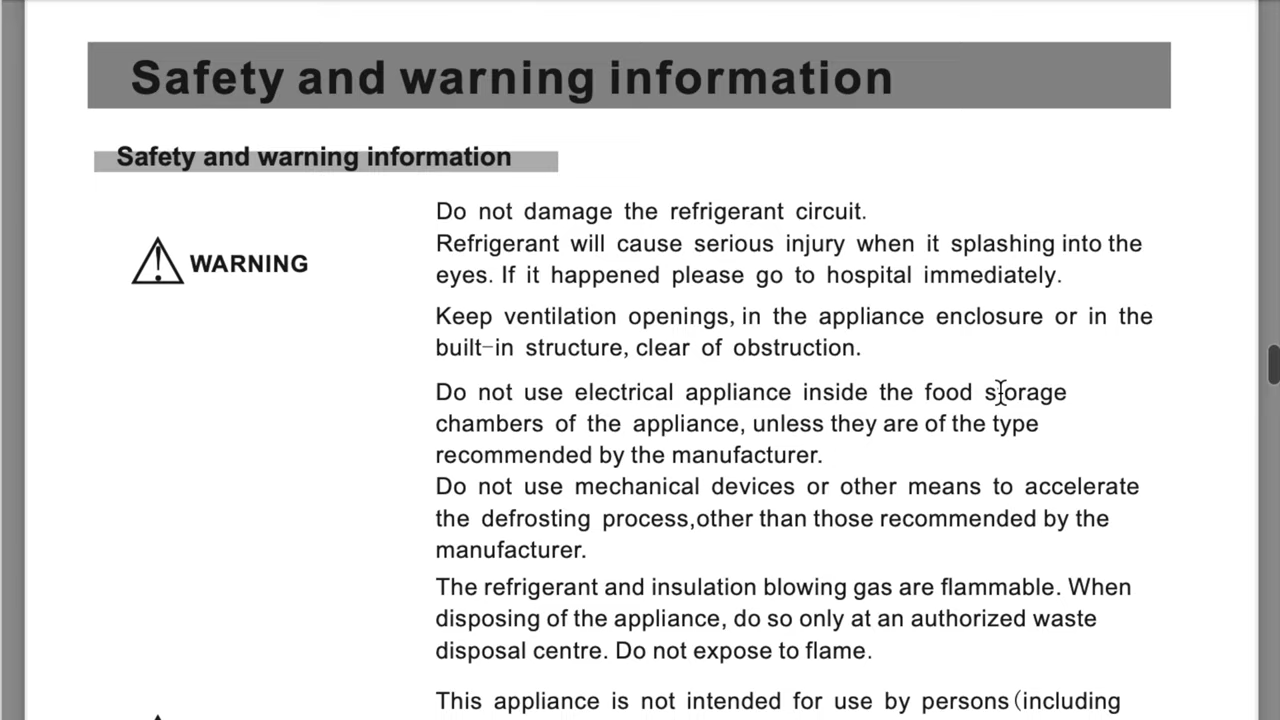 Safety and warning information
Safety and warning information
Do not damage the refrigerant circuit.
Refrigerant will cause serious injury when it splashing into the
WARNING
eyes. If it happened please go to hospital immediately.
Keep ventilation openings, in the appliance enclosure or in the
built-in structure, clear of obstruction.
Do not use electrical appliance inside the food storage
chambers of the appliance, unless they are of the type
recommended by the manufacturer.
Do not use mechanical devices or other means to accelerate
the defrosting process,other than those recommended by the
manufacturer.
The refrigerant and insulation blowing gas are flammable. When
disposing of the appliance, do so only at an authorized waste
disposal centre. Do not expose to flame.
This appliance is not intended for use by persons(including